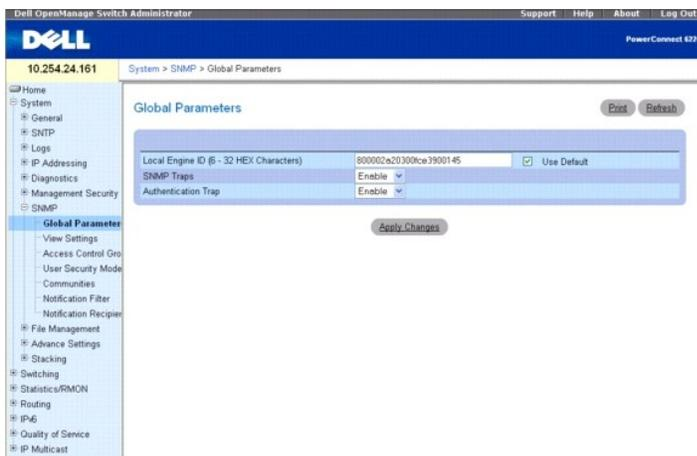 Dell OpenManage Switch Administrator Support Help About Log Out
DELL PowerConnect 622
10.254.24.161 System > SNMP > Global Parameters
Home
System
General
SNTP
Logs
IP Addressing
Diagnostics
Management Security
SNMP
Global Parameter
View Settings
Access Control Gro
User Security Mode
Communities
Notification Filter
Notification Recipien
File Management
Advance Settings
Stacking
Switching
Statistics/RMON
Routing
IPv6
Quality of Service
IP Multicast
Global Parameters Print Refresh
Local Engine ID (6 - 32 HEX Characters) 800002a20300fce3900145 Use Default
SNMP Traps Enable
Authentication Trap Enable
Apply Changes